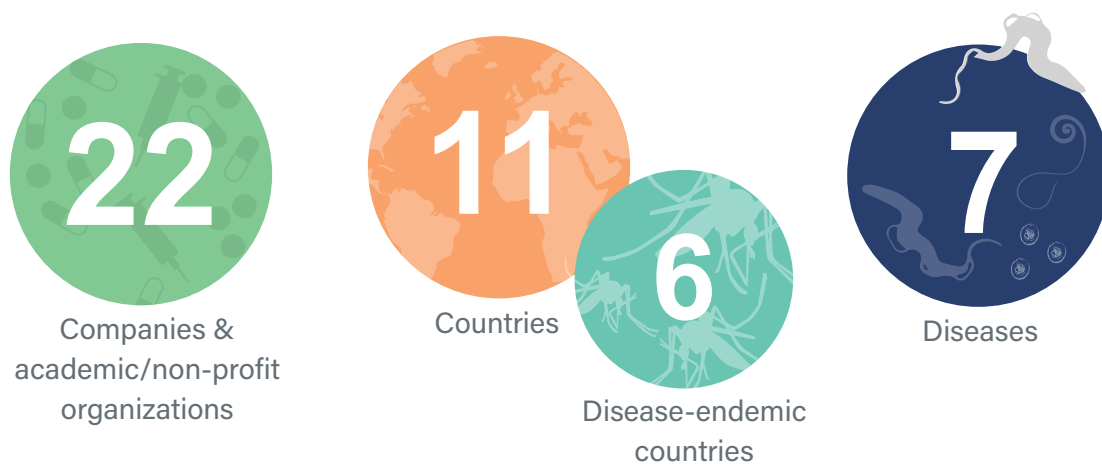 22
Companies &
academic/non-profit
organizations
11
Countries
6
Disease-endemic
countries
7
Diseases